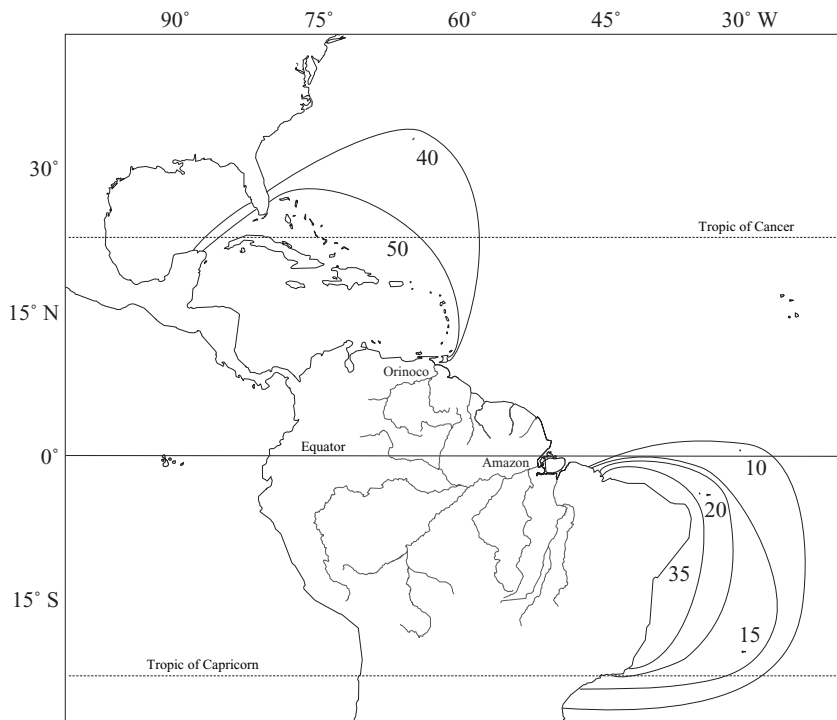 90° 75° 60° 45° 30° W
40
30°
Tropic of Cancer
50
15° N
Orinoco
Equator
0°
Amazon
10
20
35
15° S
15
Tropic of Capricorn